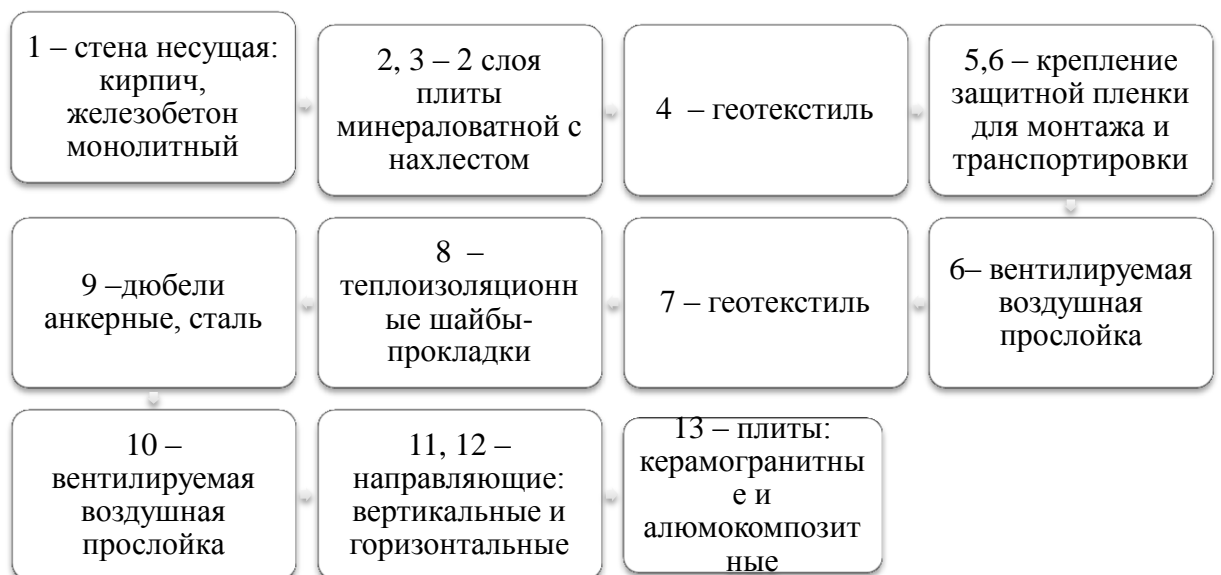 1 – стена несущая:
кирпич,
железобетон
монолитный
2, 3 – 2 слоя
плиты
минераловатной с
нахлестом
4 – геотекстиль
5,6 – крепление
защитной пленки
для монтажа и
транспортировки
6– вентилируемая
воздушная
прослойка
7 – геотекстиль
8 –
теплоизоляционн
ые шайбы-
прокладки
9 –дюбели
анкерные, сталь
10 –
вентилируемая
воздушная
прослойка
11, 12 –
направляющие:
вертикальные и
горизонтальные
13 – плиты:
керамогранитны
е и
алюмокомпозит
ные